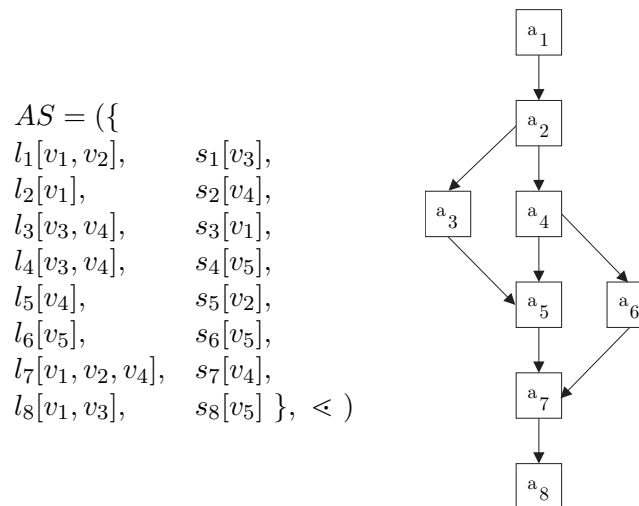 AS = ({
l₁[v₁, v₂], s₁[v₃],
l₂[v₁], s₂[v₄],
l₃[v₃, v₄], s₃[v₁],
l₄[v₃, v₄], s₄[v₅],
l₅[v₄], s₅[v₂],
l₆[v₅], s₆[v₅],
l₇[v₁, v₂, v₄], s₇[v₄],
l₈[v₁, v₃], s₈[v₅] }, ⋖ )
a₁
a₂
a₃ a₄
a₅ a₆
a₇
a₈